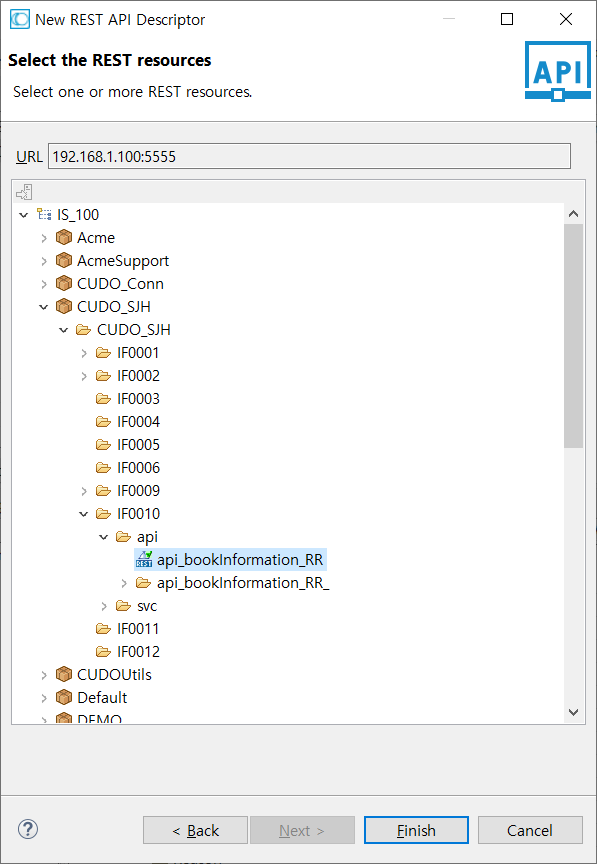 New REST API Descriptor
Select the REST resources
Select one or more REST resources.
API
URL 192.168.1.100:5555
IS_100
Acme
AcmeSupport
CUDO_Conn
CUDO_SJH
CUDO_SJH
IF0001
IF0002
IF0003
IF0004
IF0005
IF0006
IF0009
IF0010
api
REST api_bookInformation_RR
api_bookInformation_RR_
svc
IF0011
IF0012
CUDOUtils
Default
DEMO
? < Back Next > Finish Cancel